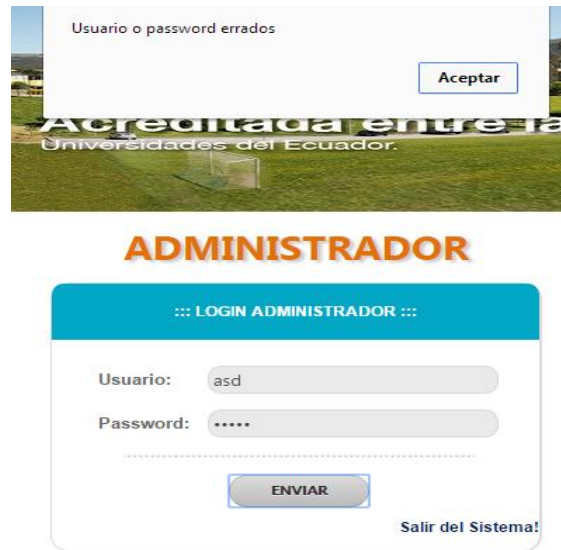 Usuario o password errados
Aceptar
Acreditada entre la
Universidades del Ecuador.
ADMINISTRADOR
::: LOGIN ADMINISTRADOR :::
Usuario: asd
Password: •••••
ENVIAR
Salir del Sistema!